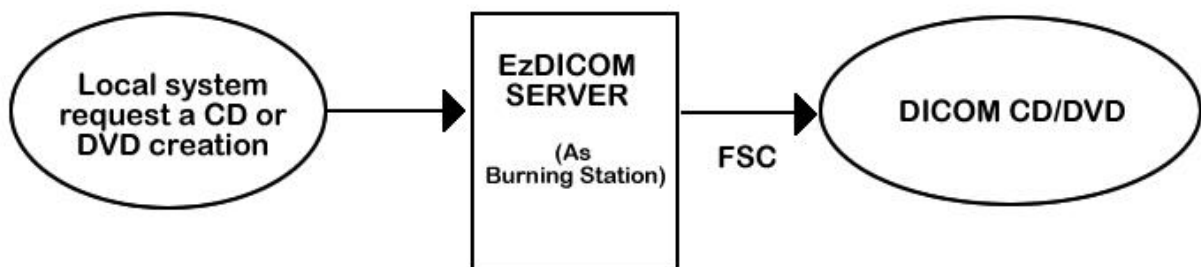 Local system
request a CD or
DVD creation
EzDICOM
SERVER
(As
Burning Station)
FSC
DICOM CD/DVD